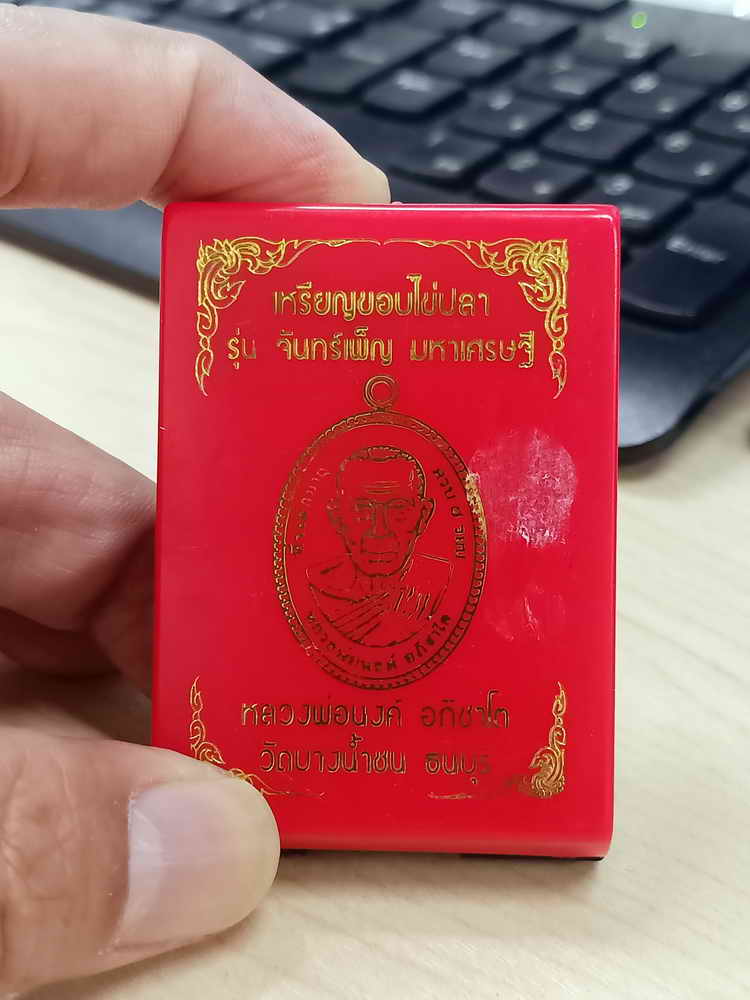 เหรียญขอบไข่ปลา
รุ่น จันทร์เพ็ญ มหาเศรษฐี
หลวงพ่อนงค์ อภิชาโต
วัดบางน้ำชน ธนบุรี
Enter